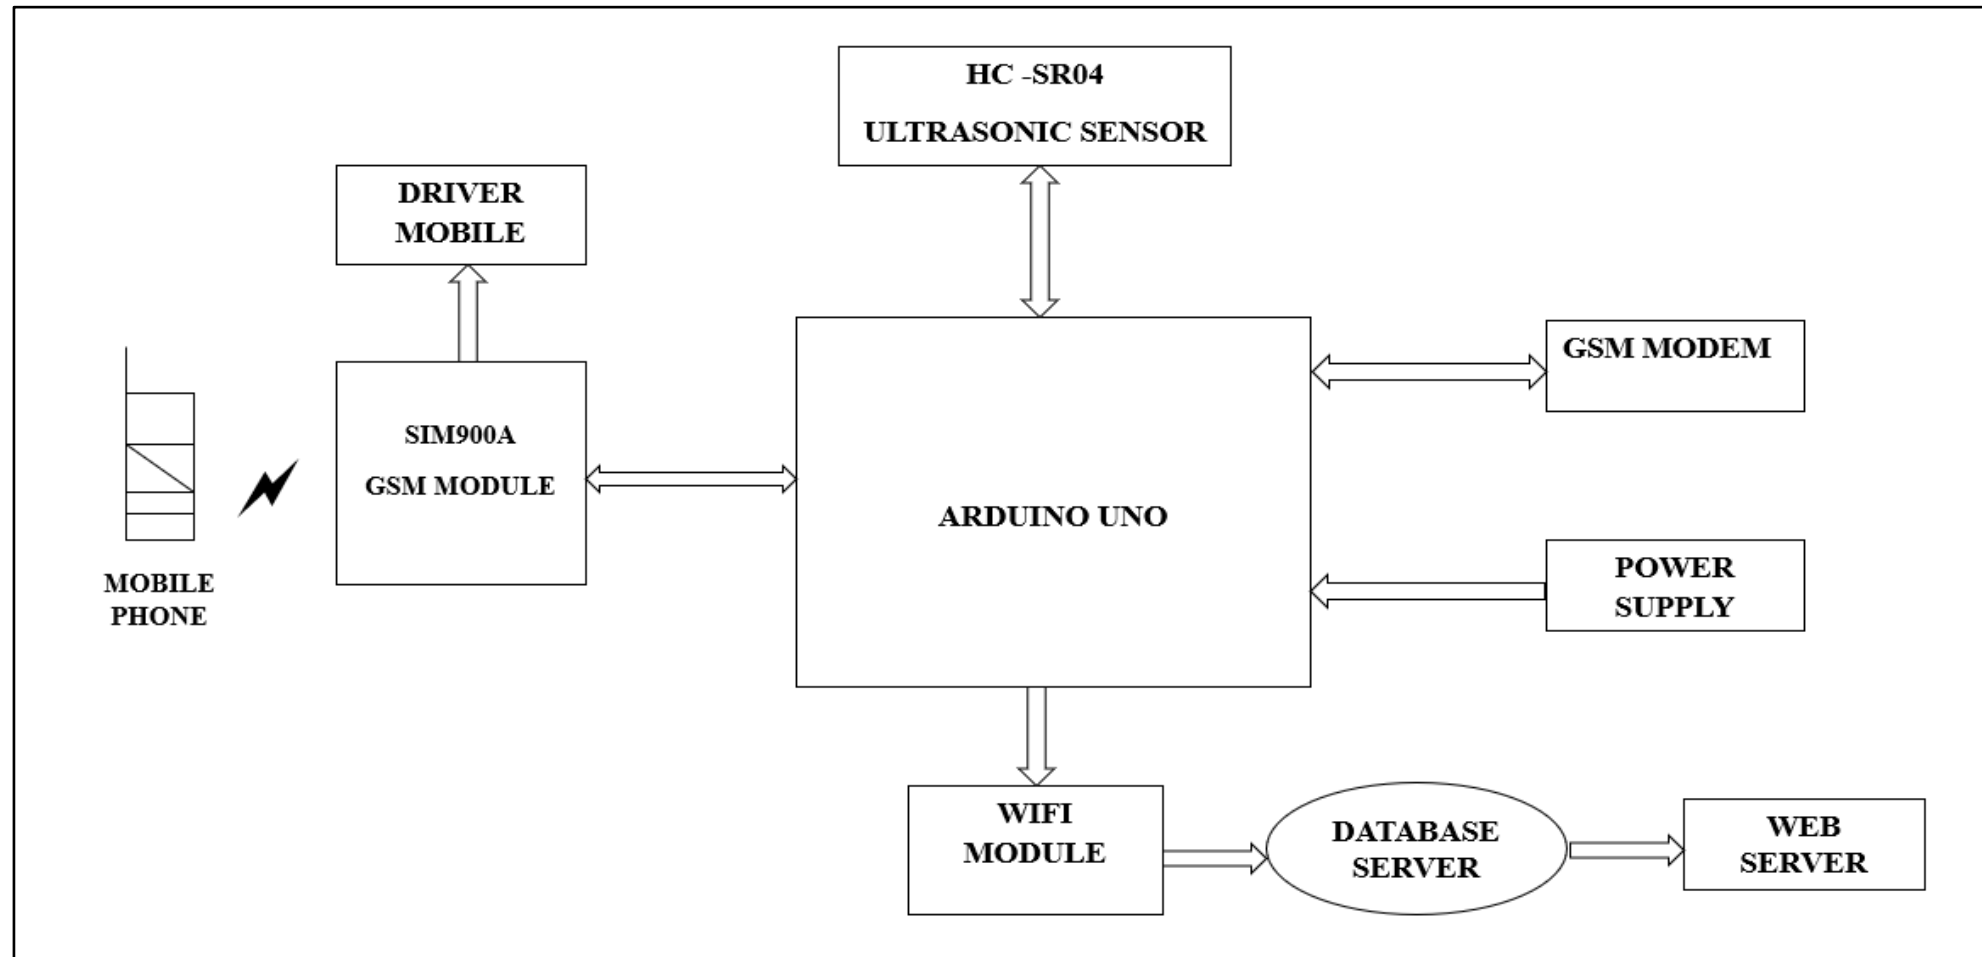 HC -SR04
ULTRASONIC SENSOR
DRIVER
MOBILE
GSM MODEM
SIM900A
GSM MODULE
ARDUINO UNO
POWER
SUPPLY
MOBILE
PHONE
WIFI
MODULE
DATABASE
SERVER
WEB
SERVER